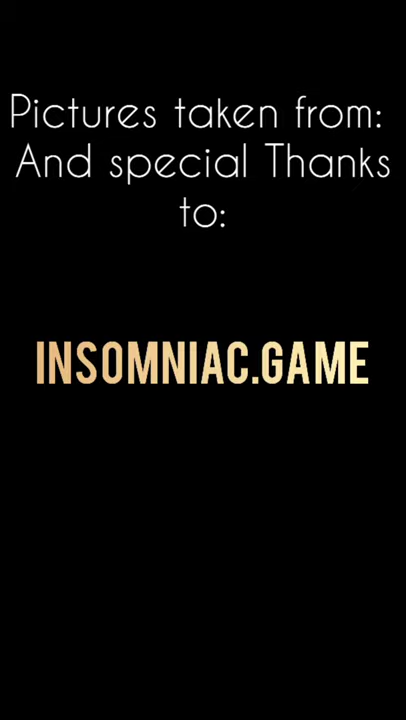 Pictures taken from:
And special Thanks
to:
INSOMNIAC.GAME